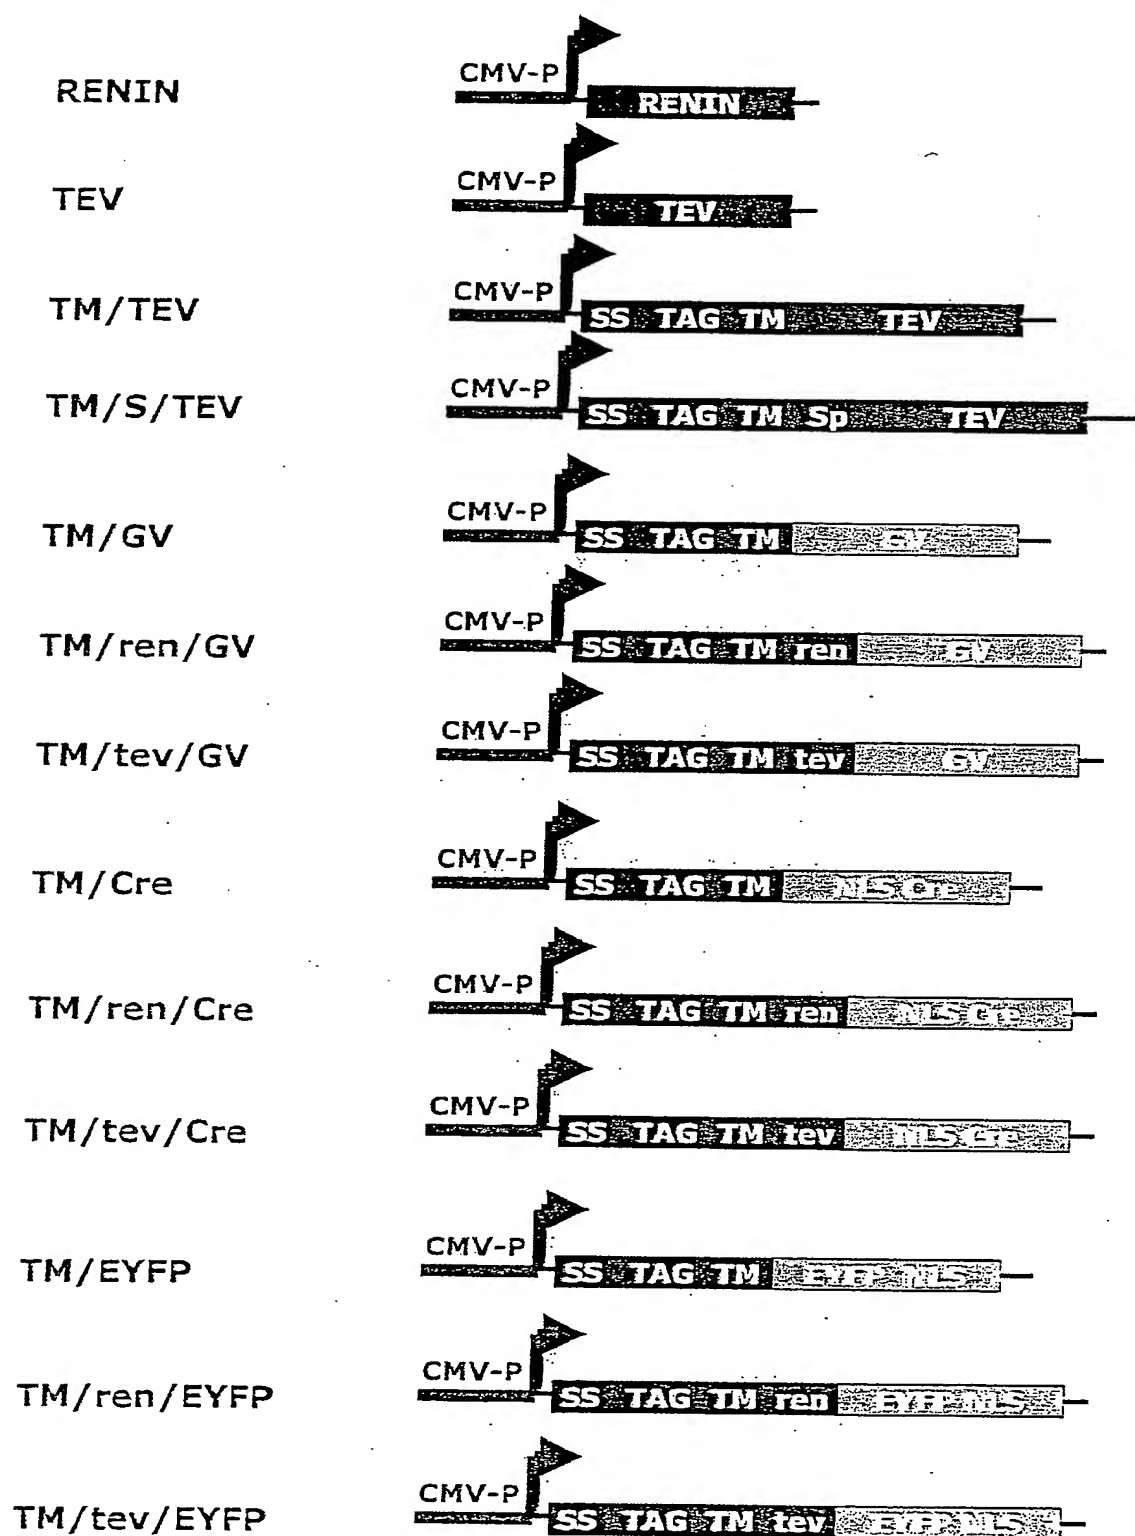 RENIN
CMV-P
RENIN
TEV
CMV-P
TEV
TM/TEV
CMV-P
SS TAG TM TEV
TM/S/TEV
CMV-P
SS TAG TM Sp TEV
TM/GV
CMV-P
SS TAG TM GV
TM/ren/GV
CMV-P
SS TAG TM ren GV
TM/tev/GV
CMV-P
SS TAG TM tev GV
TM/Cre
CMV-P
SS TAG TM NLS Cre
TM/ren/Cre
CMV-P
SS TAG TM ren NLS Cre
TM/tev/Cre
CMV-P
SS TAG TM tev NLS Cre
TM/EYFP
CMV-P
SS TAG TM EYFP NLS
TM/ren/EYFP
CMV-P
SS TAG TM ren EYFP NLS
TM/tev/EYFP
CMV-P
SS TAG TM tev EYFP NLS